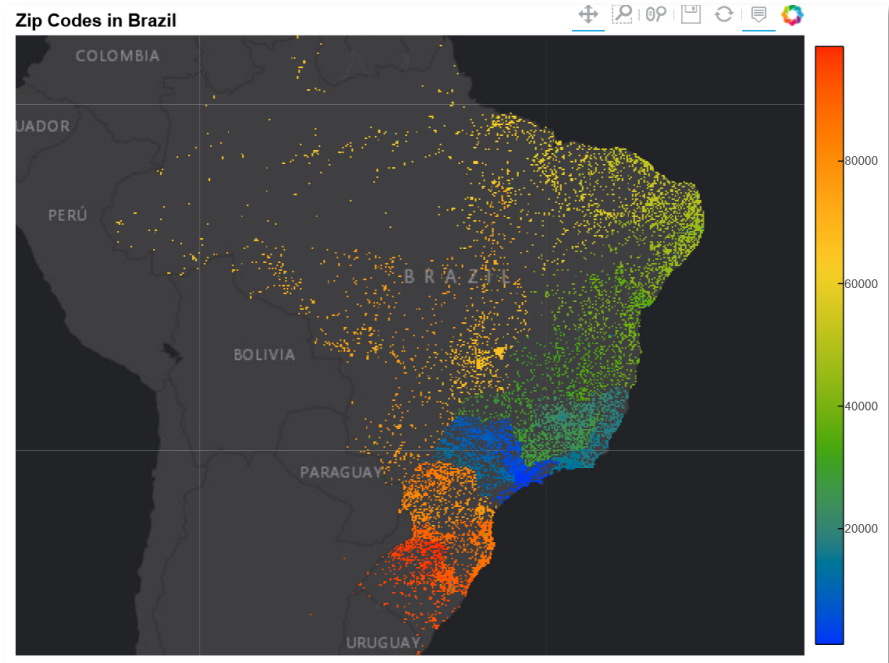 Zip Codes in Brazil
COLOMBIA
UADOR
80000
PERÚ
BRAZIL
60000
BOLIVIA
40000
PARAGUAY
20000
URUGUAY